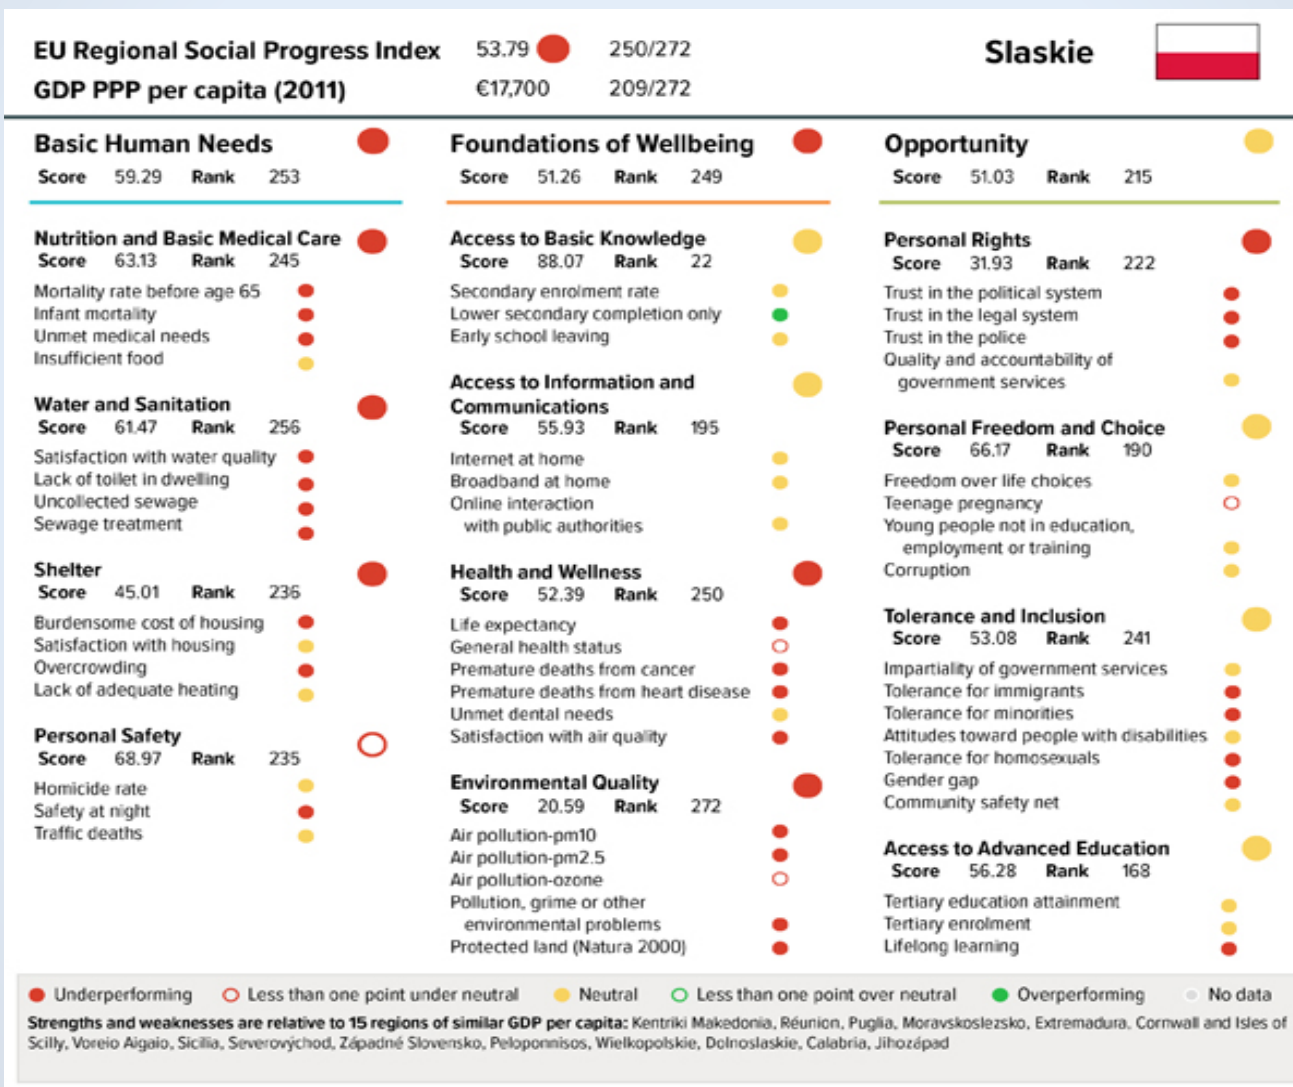 EU Regional Social Progress Index 53.79 250/272
GDP PPP per capita (2011) €17,700 209/272
Slaskie
Basic Human Needs
Score 59.29 Rank 253
Nutrition and Basic Medical Care
Score 63.13 Rank 245
Mortality rate before age 65
Infant mortality
Unmet medical needs
Insufficient food
Water and Sanitation
Score 61.47 Rank 256
Satisfaction with water quality
Lack of toilet in dwelling
Uncollected sewage
Sewage treatment
Shelter
Score 45.01 Rank 236
Burdensome cost of housing
Satisfaction with housing
Overcrowding
Lack of adequate heating
Personal Safety
Score 68.97 Rank 235
Homicide rate
Safety at night
Traffic deaths
Foundations of Wellbeing
Score 51.26 Rank 249
Access to Basic Knowledge
Score 88.07 Rank 22
Secondary enrolment rate
Lower secondary completion only
Early school leaving
Access to Information and
Communications
Score 55.93 Rank 195
Internet at home
Broadband at home
Online interaction
with public authorities
Health and Wellness
Score 52.39 Rank 250
Life expectancy
General health status
Premature deaths from cancer
Premature deaths from heart disease
Unmet dental needs
Satisfaction with air quality
Environmental Quality
Score 20.59 Rank 272
Air pollution-pm10
Air pollution-pm2.5
Air pollution-ozone
Pollution, grime or other
environmental problems
Protected land (Natura 2000)
Opportunity
Score 51.03 Rank 215
Personal Rights
Score 31.93 Rank 222
Trust in the political system
Trust in the legal system
Trust in the police
Quality and accountability of
government services
Personal Freedom and Choice
Score 66.17 Rank 190
Freedom over life choices
Teenage pregnancy
Young people not in education,
employment or training
Corruption
Tolerance and Inclusion
Score 53.08 Rank 241
Impartiality of government services
Tolerance for immigrants
Tolerance for minorities
Attitudes toward people with disabilities
Tolerance for homosexuals
Gender gap
Community safety net
Access to Advanced Education
Score 56.28 Rank 168
Tertiary education attainment
Tertiary enrolment
Lifelong learning
Underperforming Less than one point under neutral Neutral Less than one point over neutral Overperforming No data
Strengths and weaknesses are relative to 15 regions of similar GDP per capita: Kentriki Makedonia, Réunion, Puglia, Moravskoslezsko, Extremadura, Cornwall and Isles of
Scilly, Voreio Aigaio, Sicilia, Severovýchod, Západné Slovensko, Peloponnisos, Wielkopolskie, Dolnoslaskie, Calabria, Jihozápad